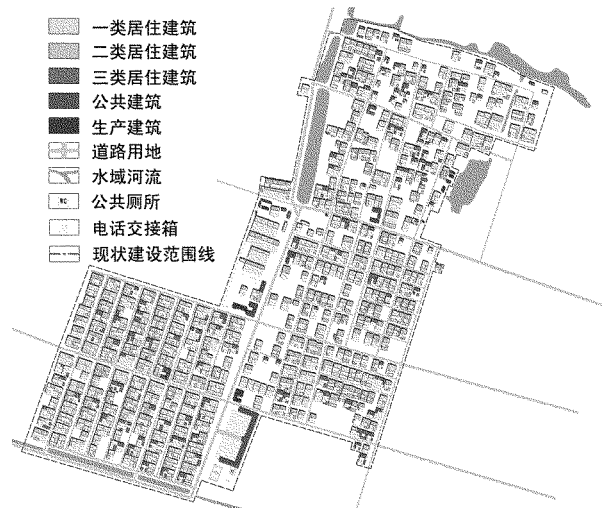 一类居住建筑
二类居住建筑
三类居住建筑
公共建筑
生产建筑
道路用地
水域河流
公共厕所
电话交接箱
现状建设范围线